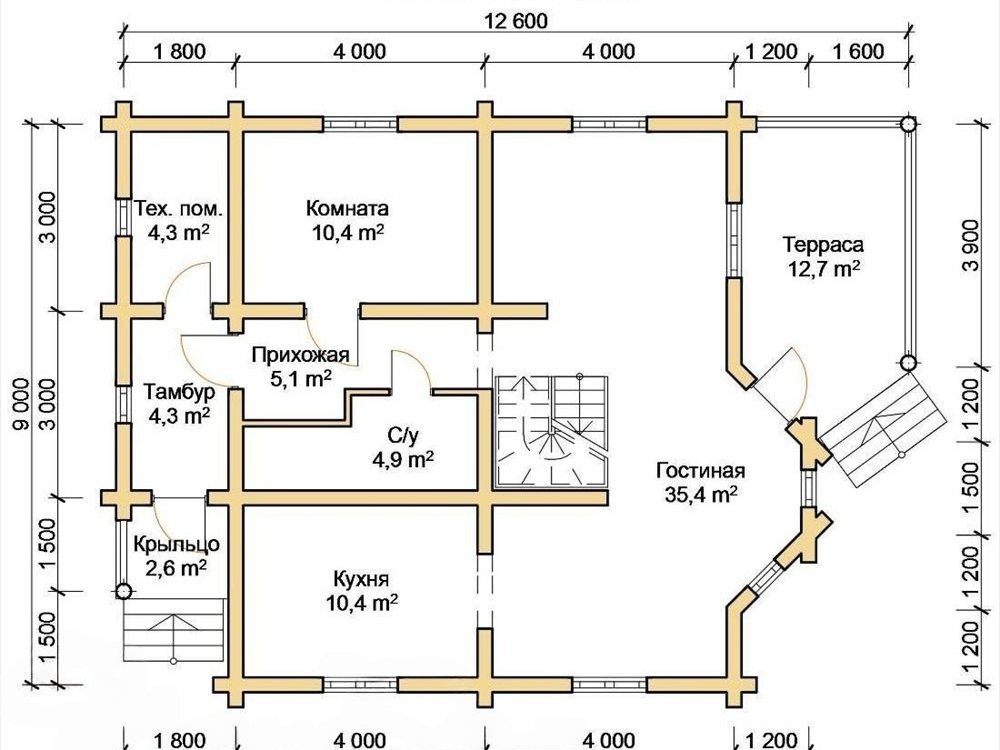 12 600
1 800
4 000
4 000
1 200
1 600
Тех. пом.
4,3 m²
Комната
10,4 m²
Терраса
12,7 m²
3 000
3 900
Прихожая
5,1 m²
Тамбур
4,3 m²
9 000
3 000
1 200
С/у
4,9 m²
Гостиная
35,4 m²
1 500
Крыльцо
2,6 m²
1 500
Кухня
10,4 m²
1 200
1 500
1 200
1 800
4 000
4 000
1 200